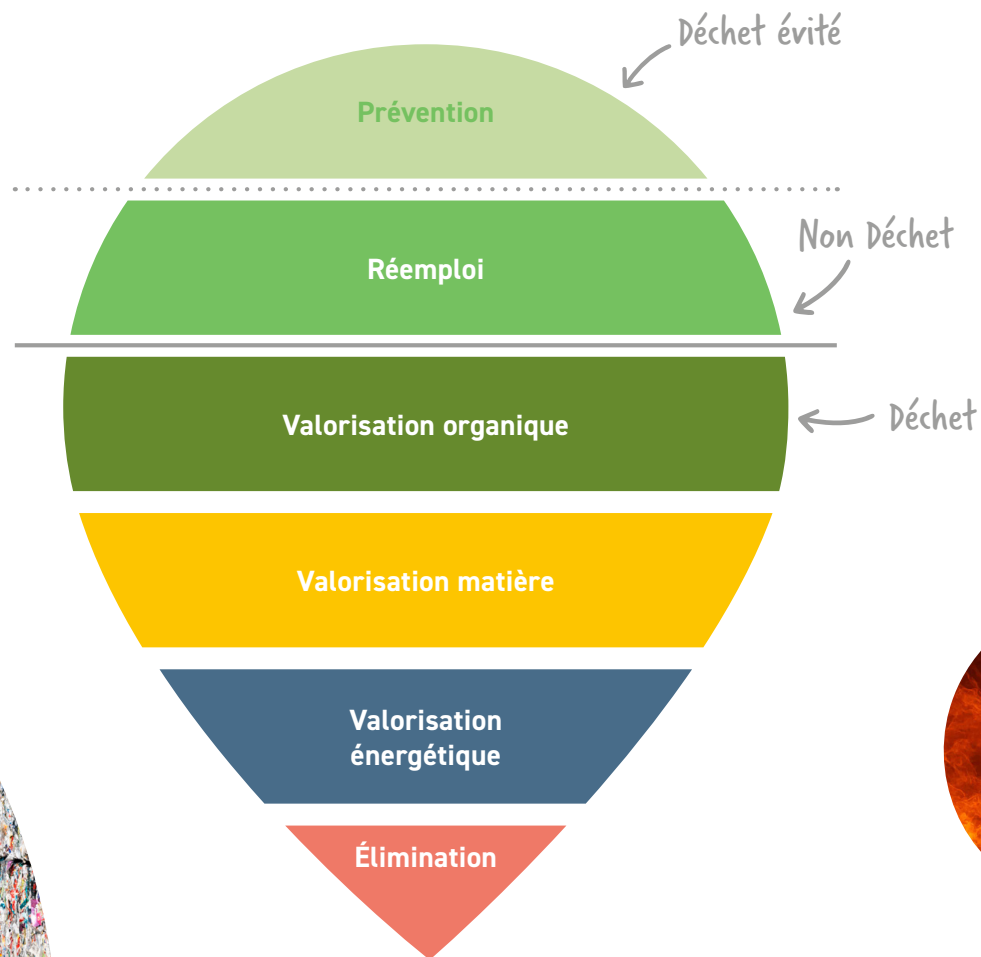 Déchet évité
Prévention
Non Déchet
Réemploi
Déchet
Valorisation organique
Valorisation matière
Valorisation
énergétique
Élimination